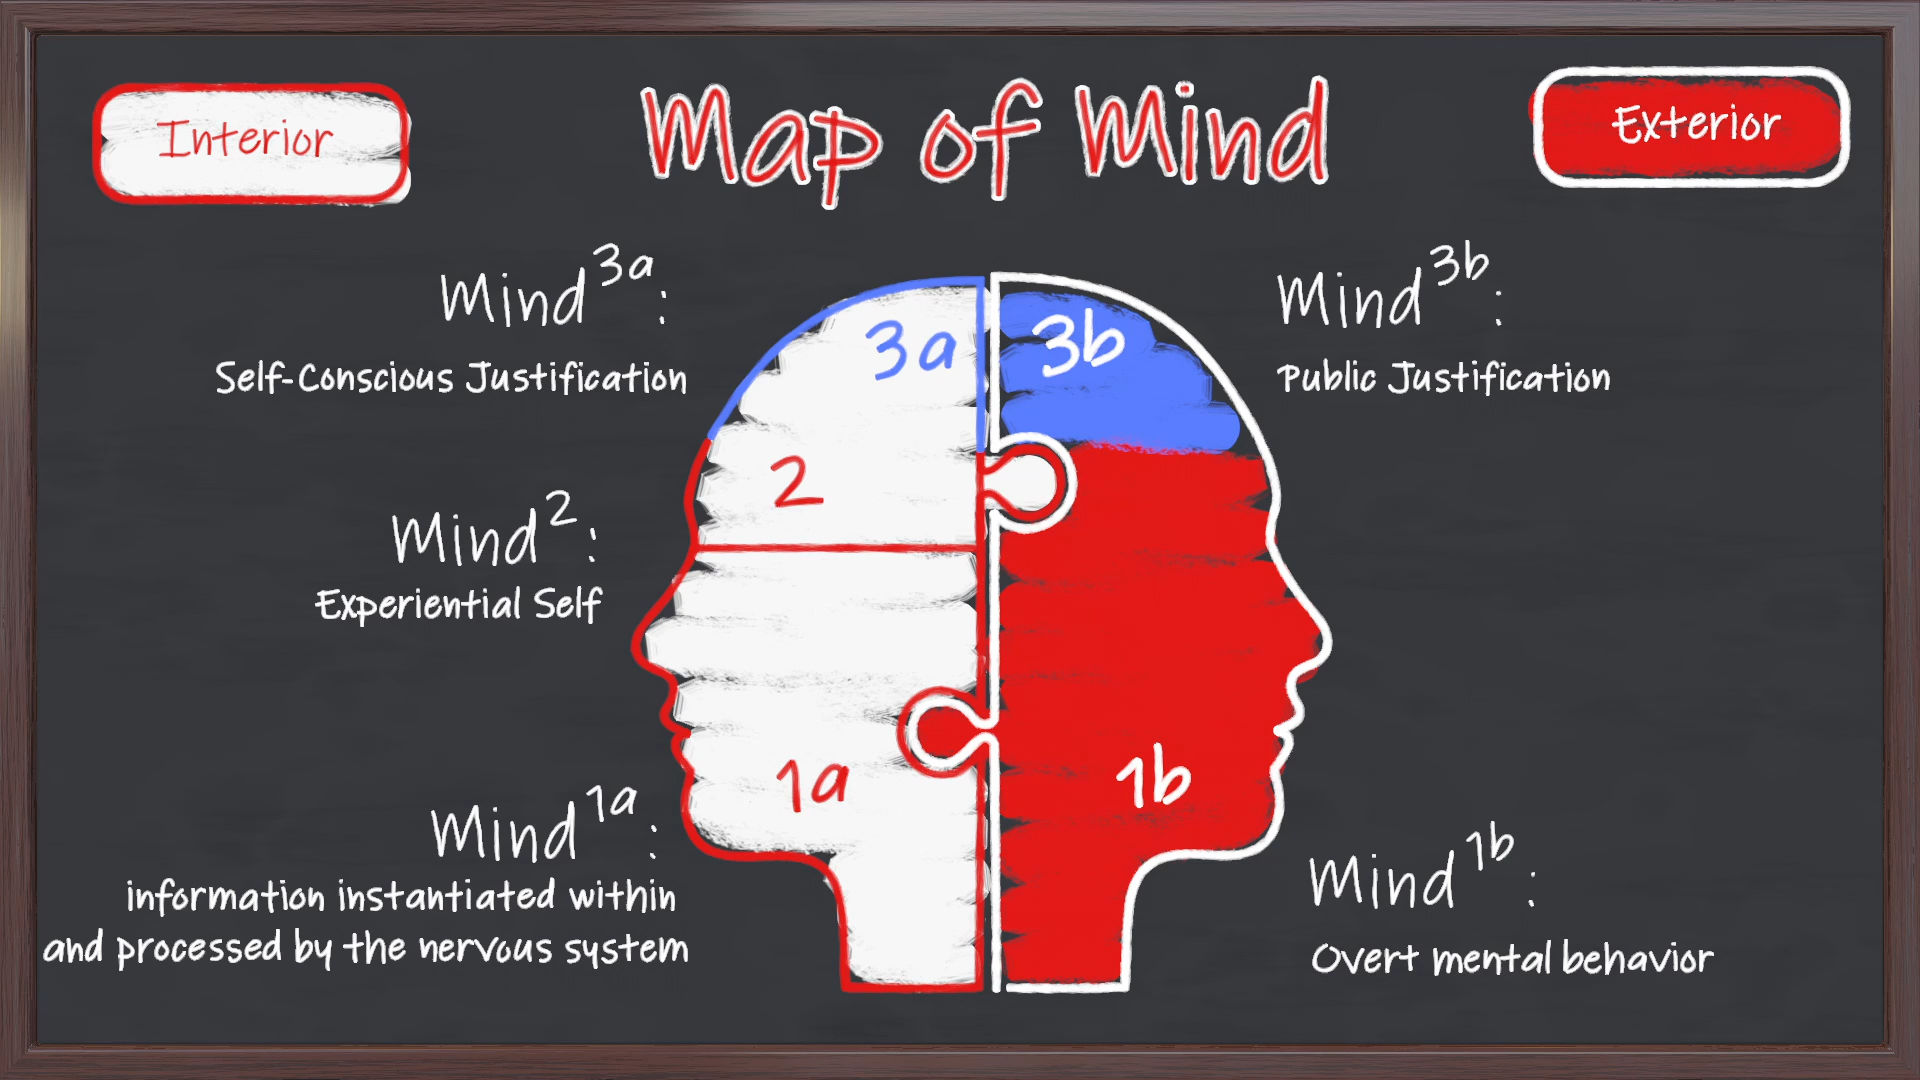 Interior
Map of Mind
Exterior
Mind³ᵃ:
Self-Conscious Justification
Mind³ᵇ:
Public Justification
3a
3b
2
Mind²:
Experiential Self
1a
1b
Mind¹ᵃ:
information instantiated within
and processed by the nervous system
Mind¹ᵇ:
Overt mental behavior